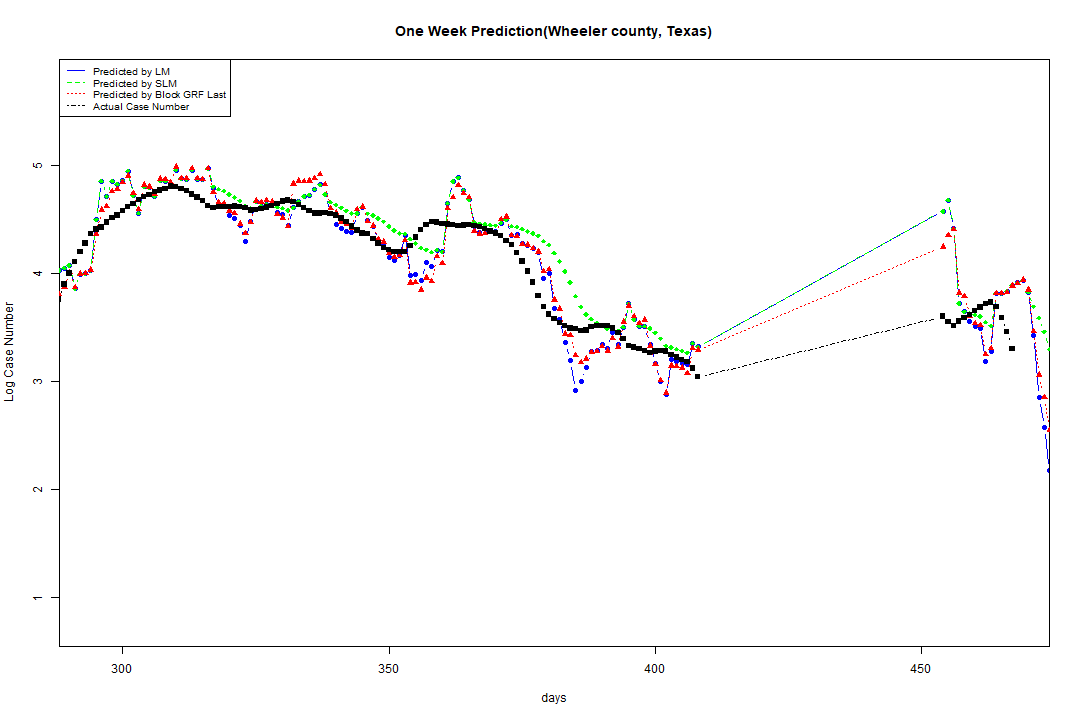 One Week Prediction(Wheeler county, Texas)
Predicted by LM
Predicted by SLM
Predicted by Block GRF Last
Actual Case Number
5
4
3
2
1
Log Case Number
300 350 400 450
days